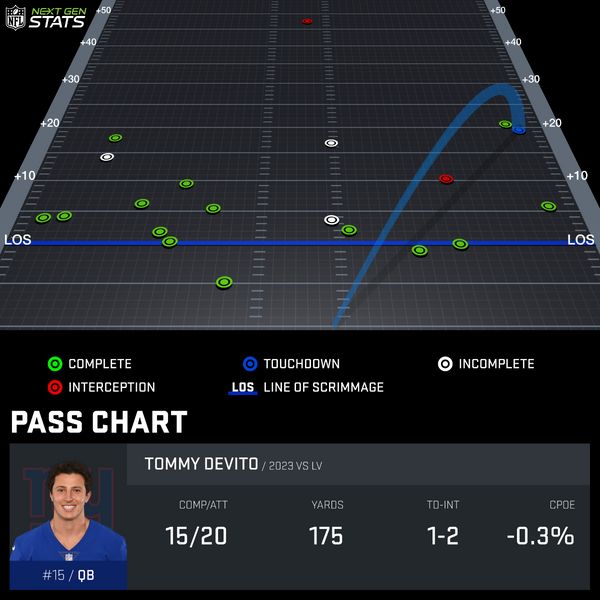 NFL NEXT GEN STATS
+50 +50
+40 +40
+30 +30
+20 +20
+10 +10
LOS LOS
COMPLETE TOUCHDOWN INCOMPLETE
INTERCEPTION LOS LINE OF SCRIMMAGE
PASS CHART
TOMMY DEVITO / 2023 VS LV
COMP/ATT YARDS TD-INT CPOE
15/20 175 1-2 -0.3%
#15 / QB